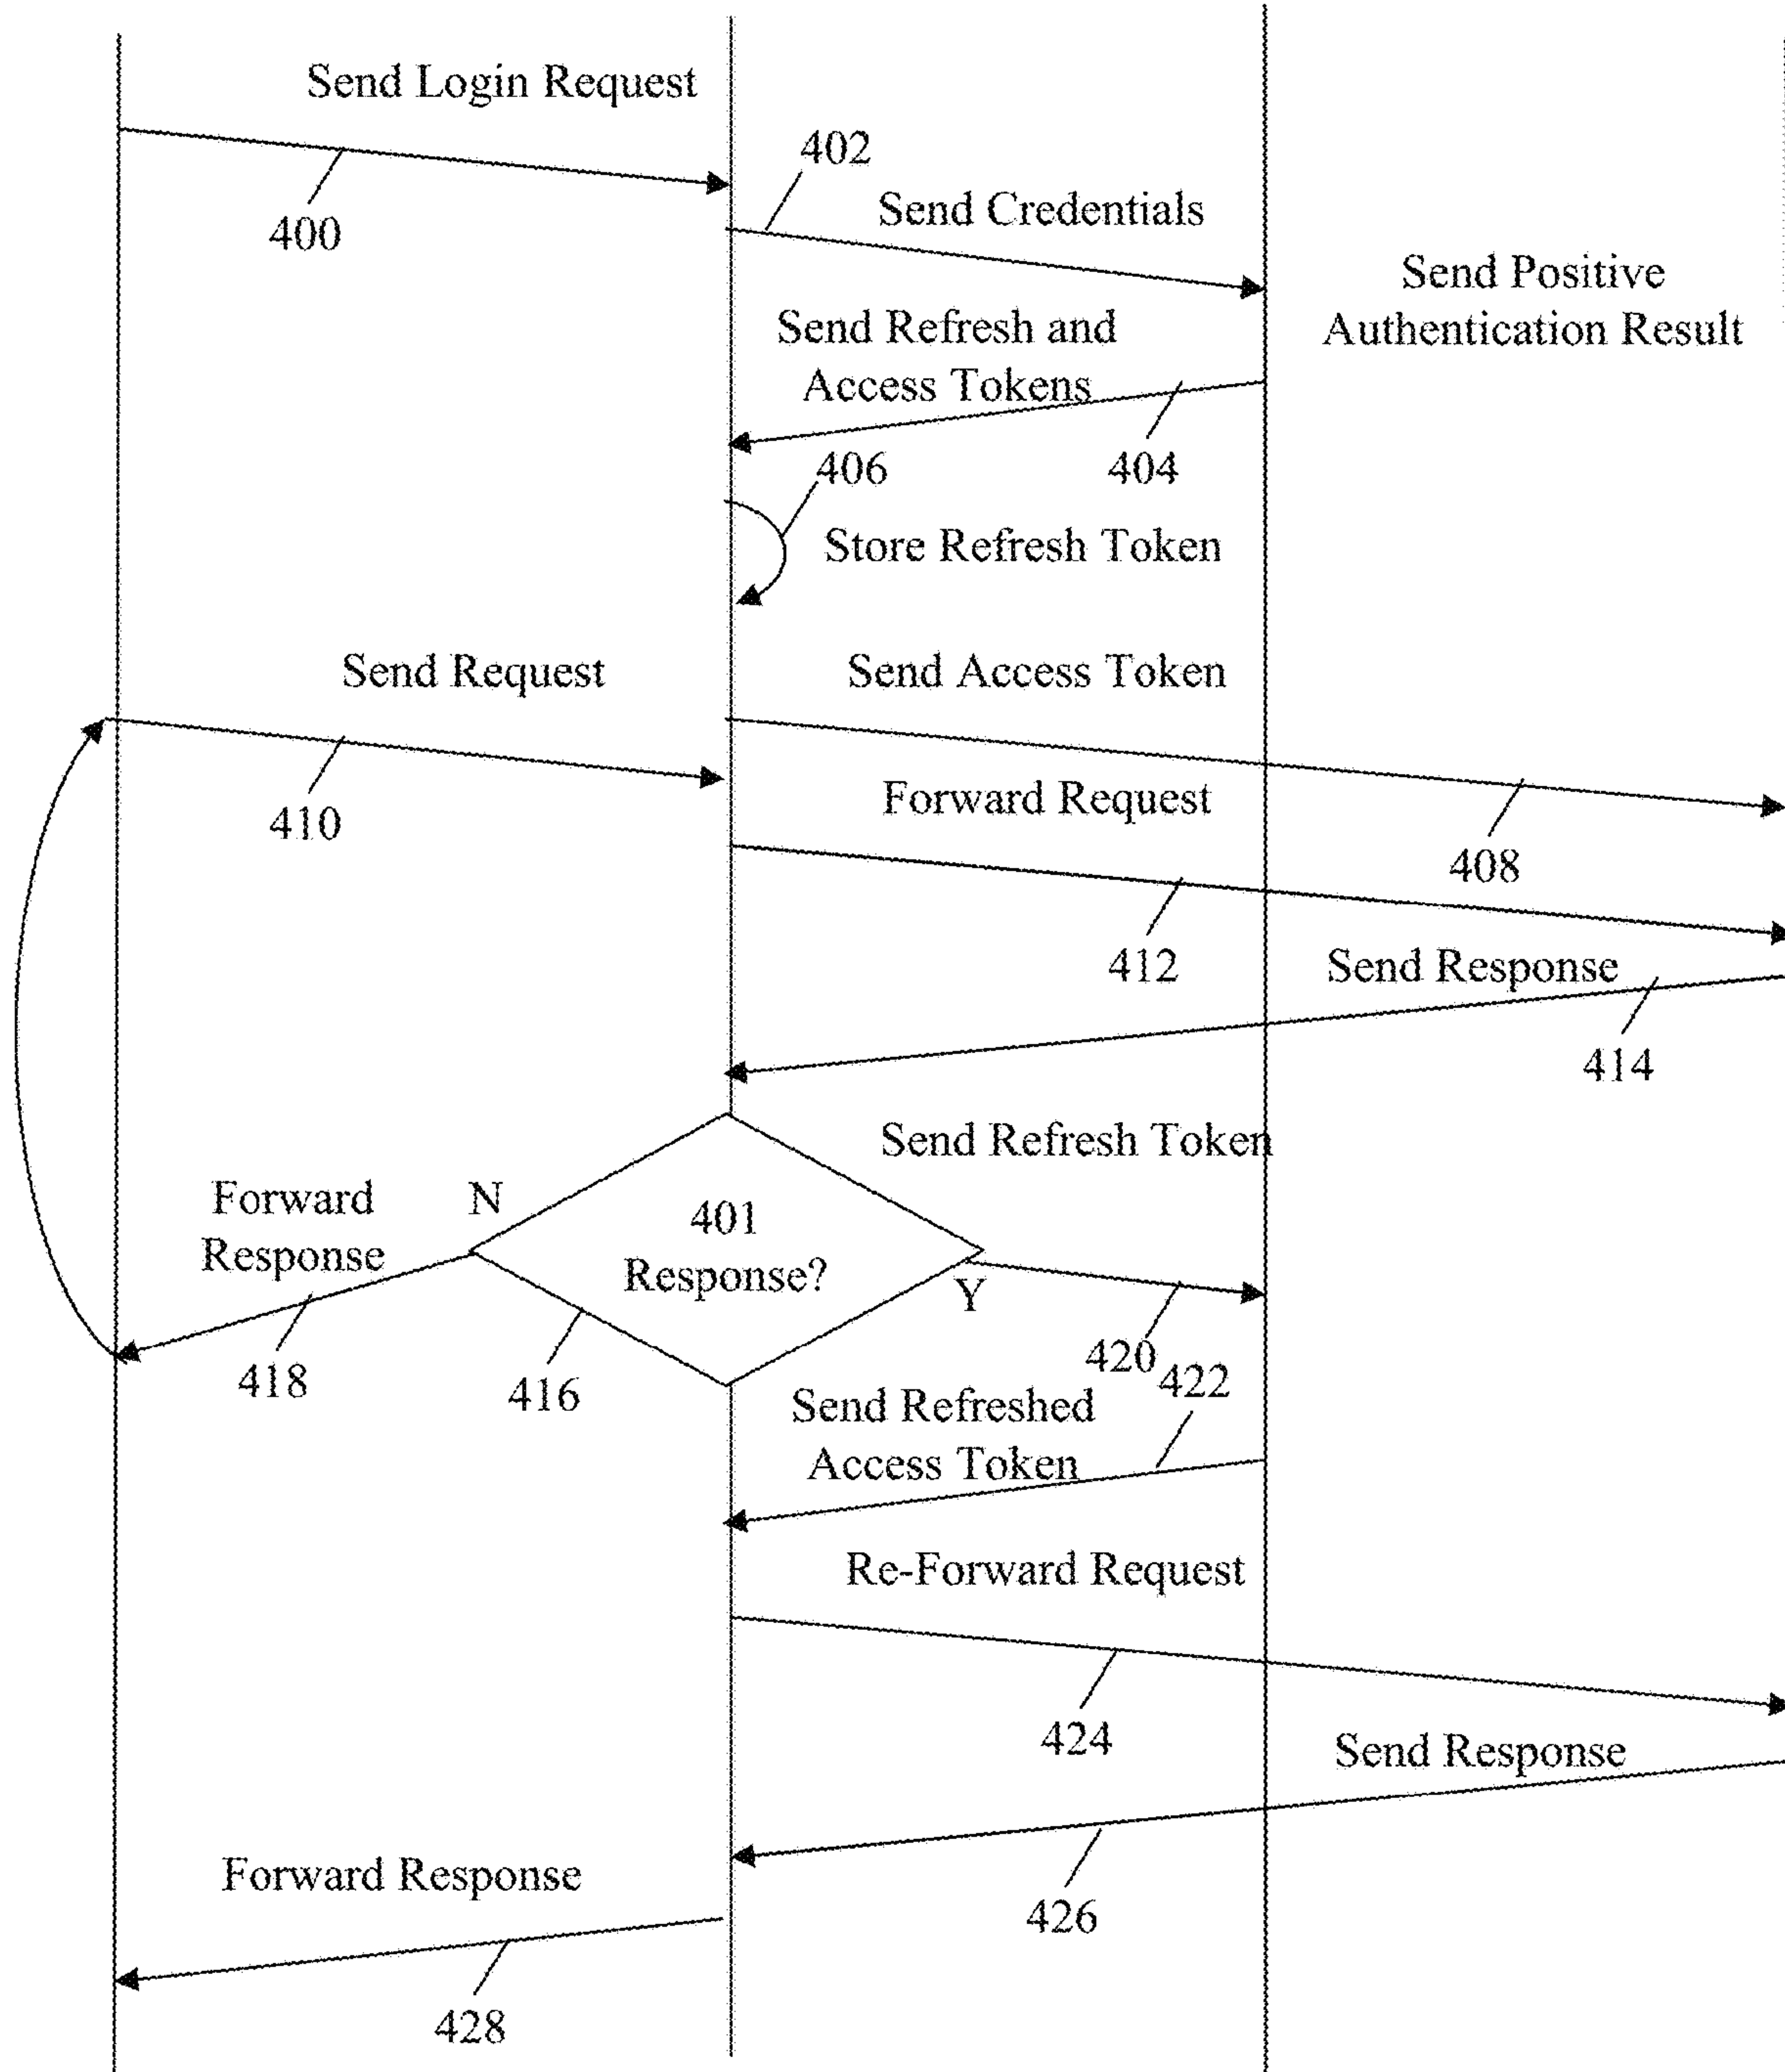 Send Login Request
400
402
Send Credentials
Send Positive
Authentication Result
Send Refresh and
Access Tokens
404
406
Store Refresh Token
Send Request
Send Access Token
410
408
Forward Request
412
Send Response
414
Send Refresh Token
Forward
Response
N
401
Response?
Y
418
416
420
422
Send Refreshed
Access Token
Re-Forward Request
424
Send Response
426
Forward Response
428